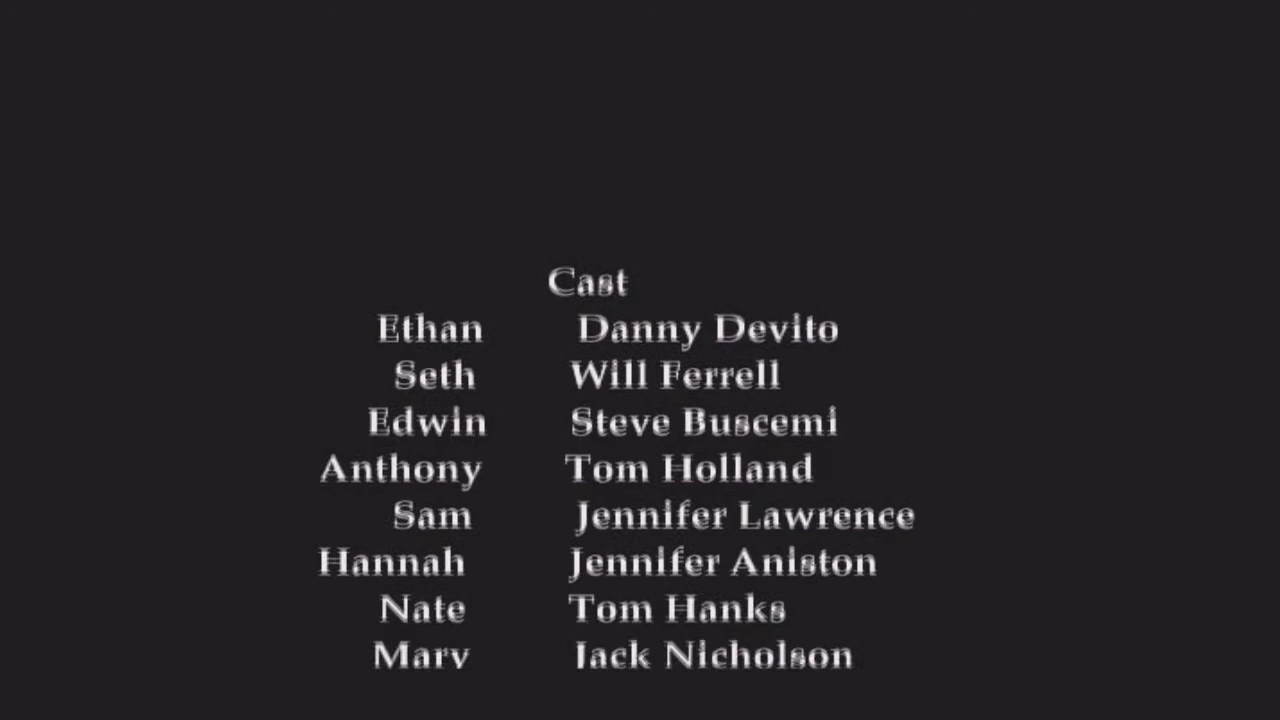 Cast
Ethan Danny Devito
Seth Will Ferrell
Edwin Steve Buscemi
Anthony Tom Holland
Sam Jennifer Lawrence
Hannah Jennifer Aniston
Nate Tom Hanks
Mary Jack Nicholson